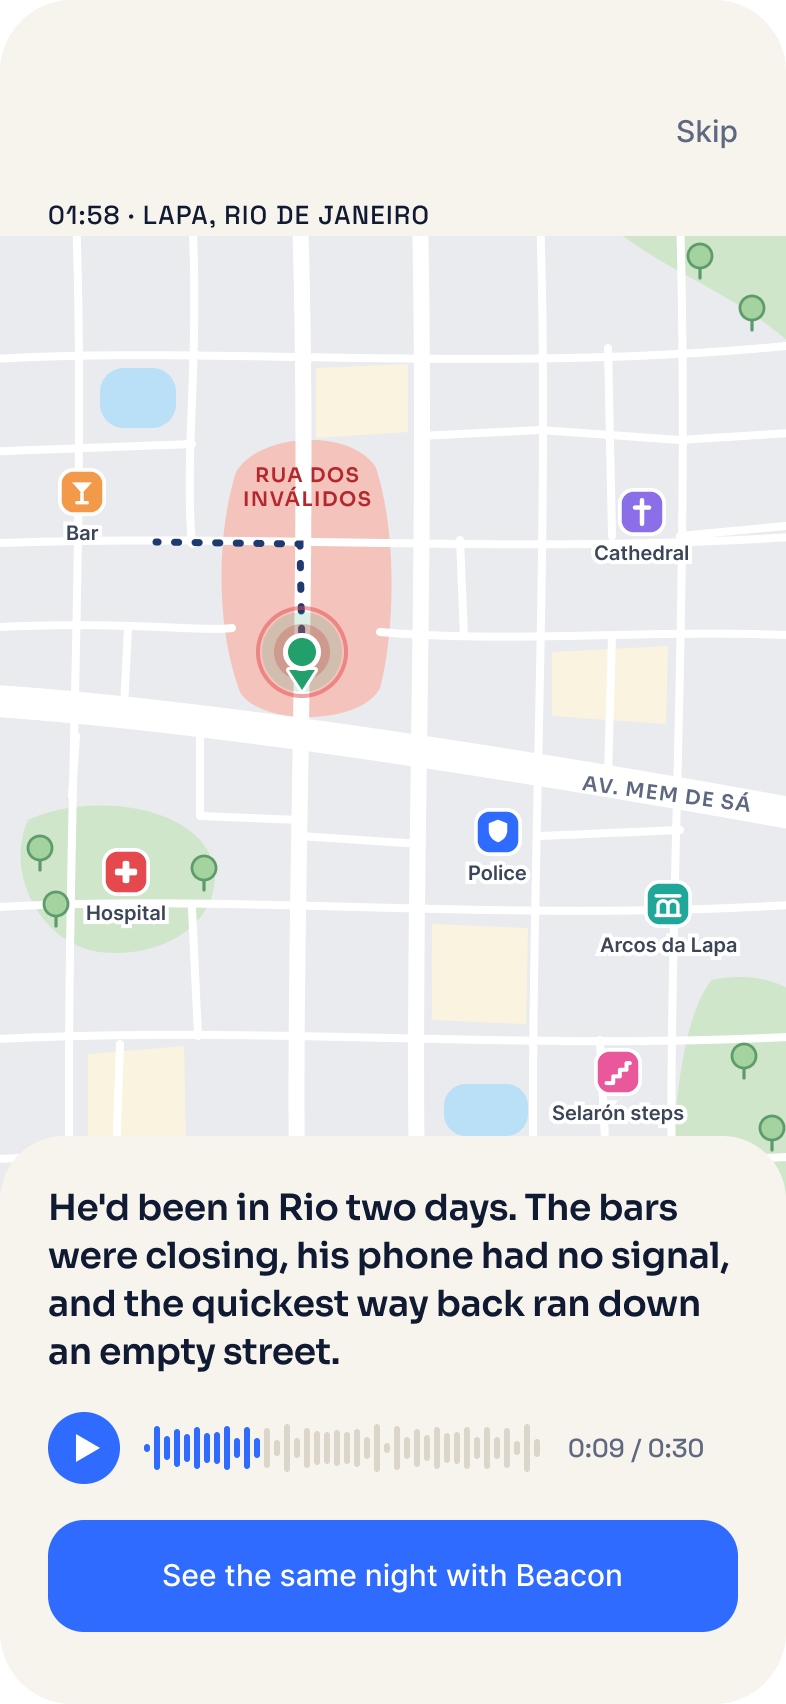 Skip
01:58 · LAPA, RIO DE JANEIRO
RUA DOS
INVÁLIDOS
Bar
Cathedral
AV. MEM DE SÁ
Police
Hospital
Arcos da Lapa
Selarón steps
He'd been in Rio two days. The bars
were closing, his phone had no signal,
and the quickest way back ran down
an empty street.
0:09 / 0:30
See the same night with Beacon